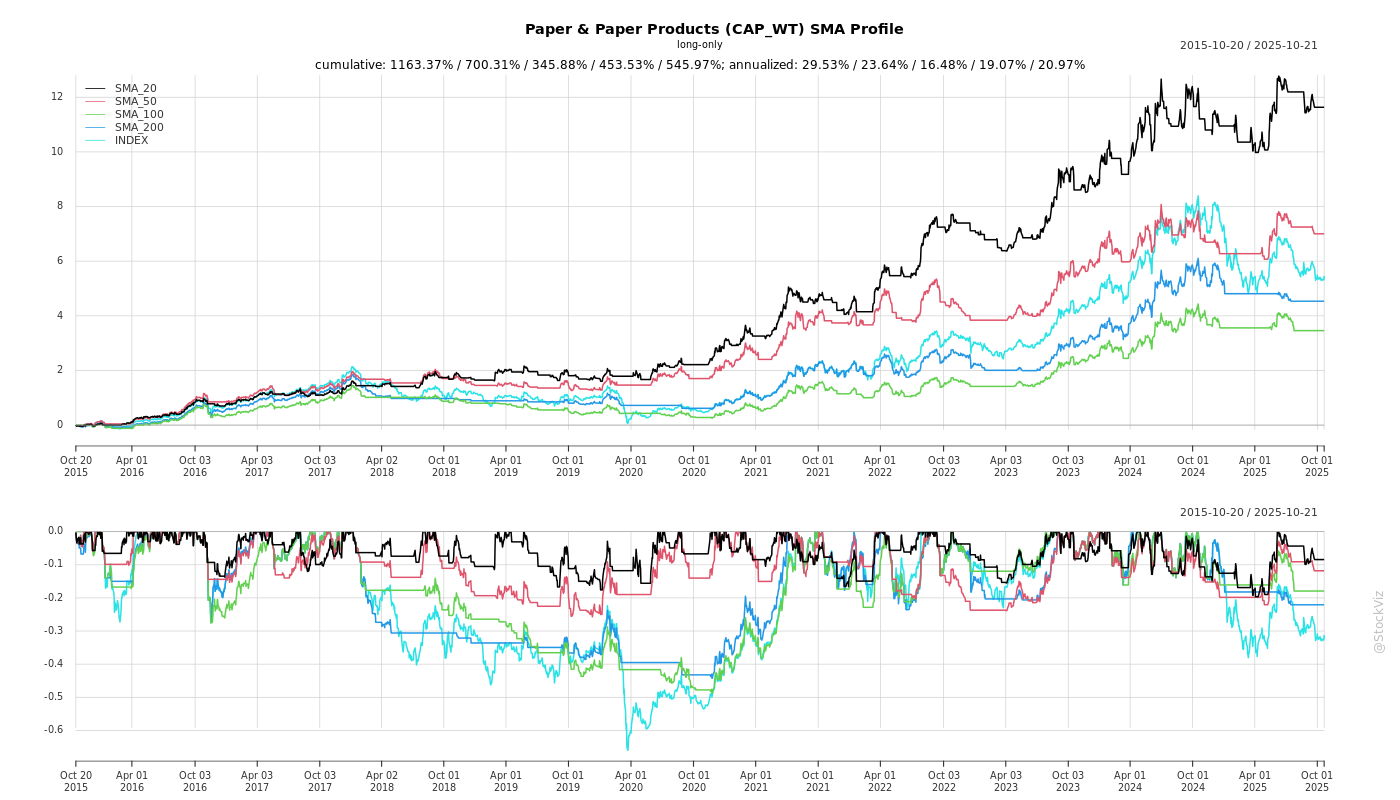 Paper & Paper Products (CAP_WT) SMA Profile
long-only
2015-10-20 / 2025-10-21
cumulative: 1163.37% / 700.31% / 345.88% / 453.53% / 545.97%; annualized: 29.53% / 23.64% / 16.48% / 19.07% / 20.97%
SMA_20
SMA_50
SMA_100
SMA_200
INDEX
12
10
8
6
4
2
0
Oct 20 Apr 01 Oct 03 Apr 03 Oct 03 Apr 02 Oct 01 Apr 01 Oct 01 Apr 01 Oct 01 Apr 01 Oct 01 Apr 01 Oct 03 Apr 03 Oct 03 Apr 01 Oct 01 Apr 01 Oct 01
2015 2016 2016 2017 2017 2018 2018 2019 2019 2020 2020 2021 2021 2022 2022 2023 2023 2024 2024 2025 2025
2015-10-20 / 2025-10-21
0.0
-0.1
-0.2
-0.3
-0.4
-0.5
-0.6
Oct 20 Apr 01 Oct 03 Apr 03 Oct 03 Apr 02 Oct 01 Apr 01 Oct 01 Apr 01 Oct 01 Apr 01 Oct 01 Apr 01 Oct 03 Apr 03 Oct 03 Apr 01 Oct 01 Apr 01 Oct 01
2015 2016 2016 2017 2017 2018 2018 2019 2019 2020 2020 2021 2021 2022 2022 2023 2023 2024 2024 2025 2025
@StockViz